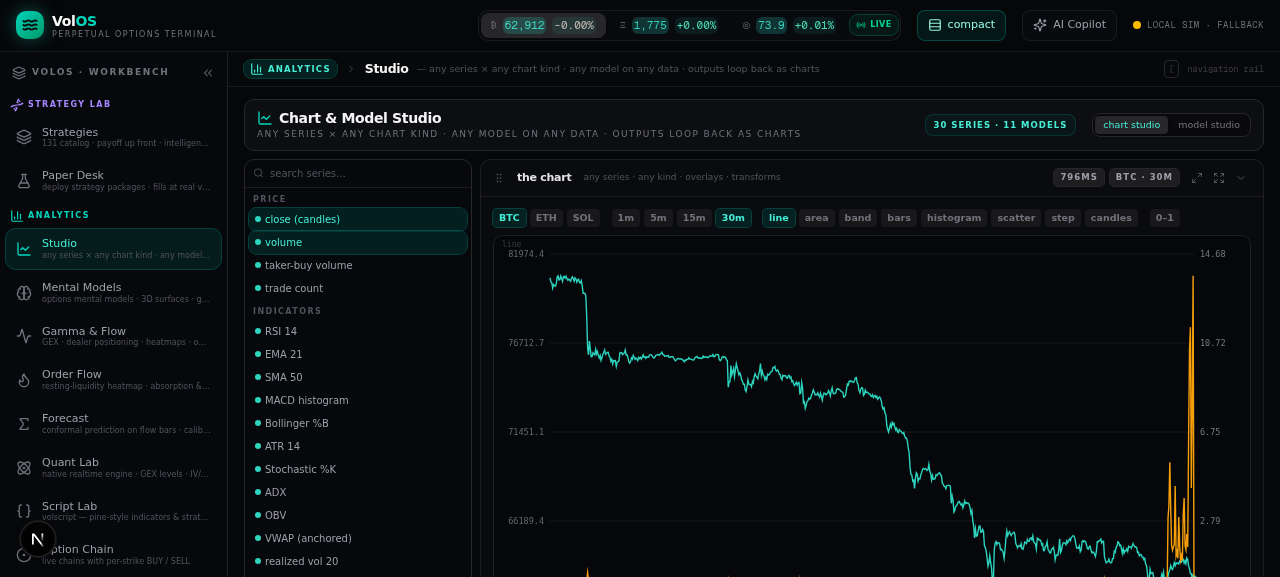 VolOS
PERPETUAL OPTIONS TERMINAL
₿ 62,912 -0.00%
Ξ 1,775 +0.00%
◎ 73.9 +0.01%
LIVE
compact
AI Copilot
LOCAL SIM · FALLBACK
VOLOS · WORKBENCH
ANALYTICS
Studio — any series × any chart kind · any model on any data · outputs loop back as charts
[ navigation rail
STRATEGY LAB
Strategies
131 catalog · payoff up front · intelligen…
Paper Desk
deploy strategy packages · fills at real v…
ANALYTICS
Studio
any series × any chart kind · any model…
Mental Models
options mental models · 3D surfaces · g…
Gamma & Flow
GEX · dealer positioning · heatmaps · o…
Order Flow
resting-liquidity heatmap · absorption &…
Forecast
conformal prediction on flow bars · calib…
Quant Lab
native realtime engine · GEX levels · IV/…
Script Lab
volscript — pine-style indicators & strat…
N
ption Chain
live chains with per-strike BUY / SELL
Chart & Model Studio
ANY SERIES × ANY CHART KIND · ANY MODEL ON ANY DATA · OUTPUTS LOOP BACK AS CHARTS
30 SERIES · 11 MODELS
chart studio
model studio
search series…
PRICE
close (candles)
volume
taker-buy volume
trade count
INDICATORS
RSI 14
EMA 21
SMA 50
MACD histogram
Bollinger %B
ATR 14
Stochastic %K
ADX
OBV
VWAP (anchored)
realized vol 20
the chart any series · any kind · overlays · transforms
796MS
BTC · 30M
BTC ETH SOL 1m 5m 15m 30m line area band bars histogram scatter step candles 0–1
line
81974.4
14.68
76712.7
10.72
71451.1
6.75
66189.4
2.79